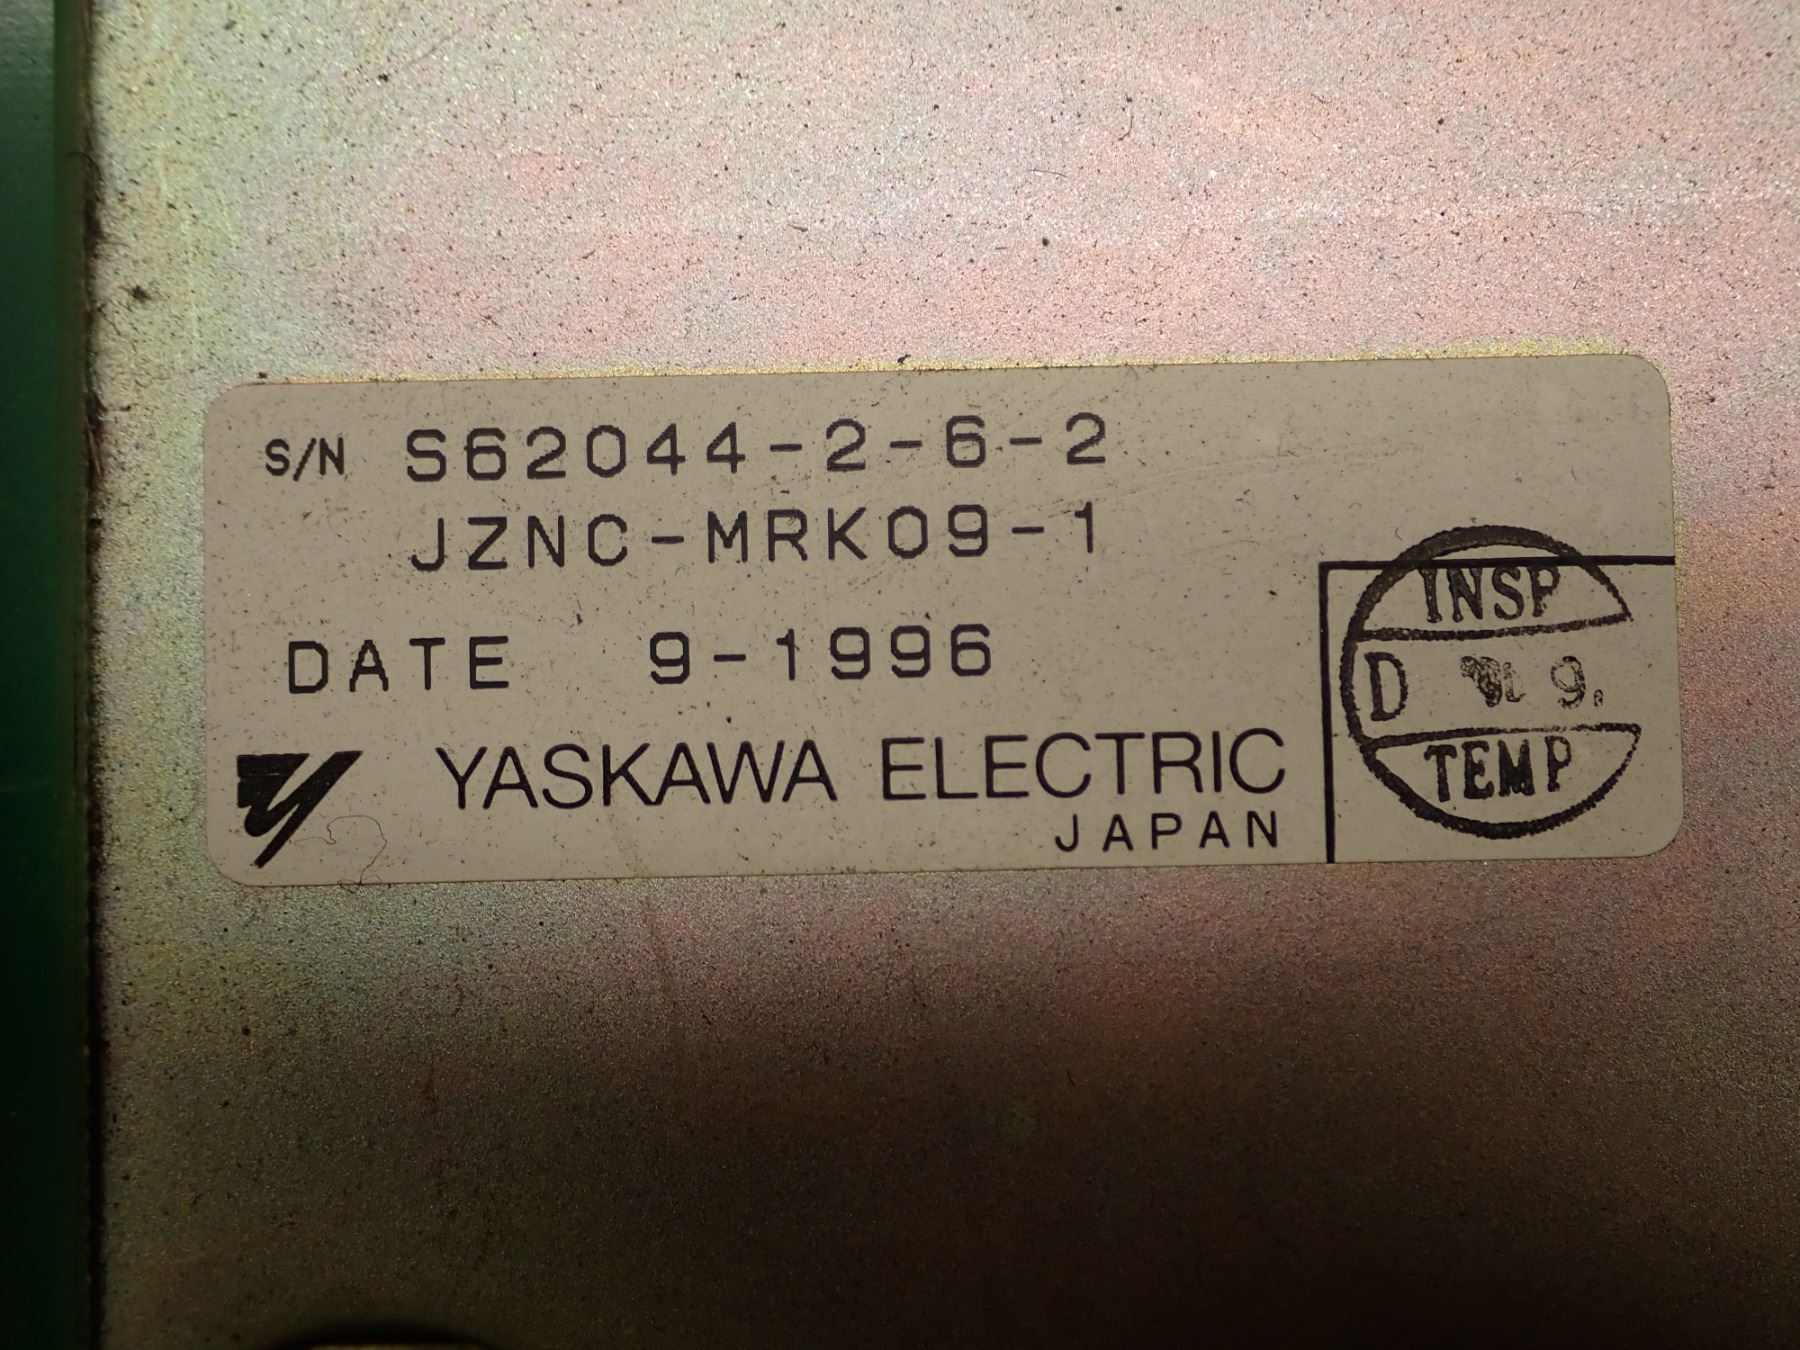 S/N S62044-2-6-2
JZNC-MRK09-1
DATE 9-1996
YASKAWA ELECTRIC
JAPAN
INSP
D 9.
TEMP